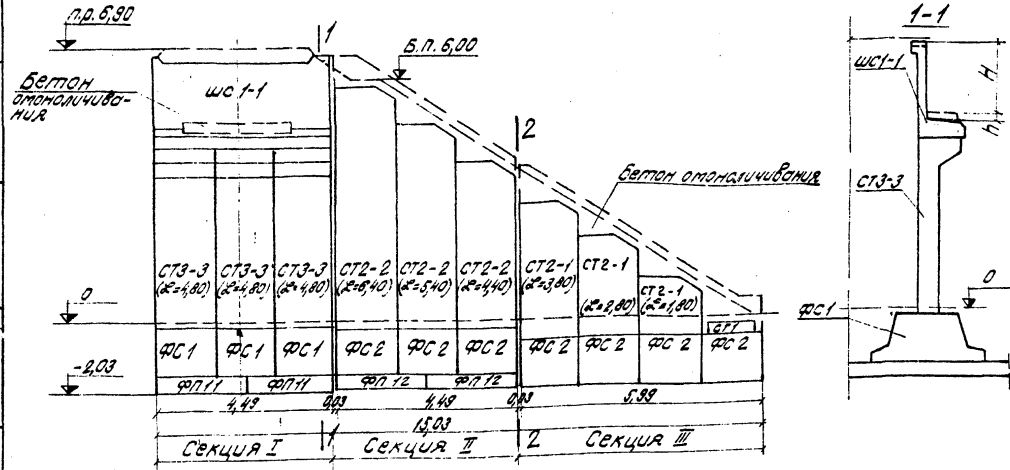 п.р. 6,90
1
Б.П. 6,00
Бетон
омоноличива-
ния
шс 1-1
2
Бетон омоноличивания
СТ3-3
(ℒ=4,80)
СТ3-3
(ℒ=4,80)
СТ3-3
(ℒ=4,80)
СТ2-2
(ℒ=6,40)
СТ2-2
(ℒ=5,40)
СТ2-2
(ℒ=4,40)
СТ2-1
(ℒ=3,80)
СТ2-1
(ℒ=2,80)
СТ2-1
(ℒ=1,80)
0
ФС1
ФС1
ФС1
ФС2
ФС2
ФС2
ФС2
ФС2
ФС2
ФС2
-2,03
ФП11
ФП11
ФП12
ФП12
4,49
0,03
4,49
0,03
5,99
15,03
Секция I
1
Секция II
2
Секция III
1-1
шс1-1
H
h₁
СТ3-3
0
ФС1